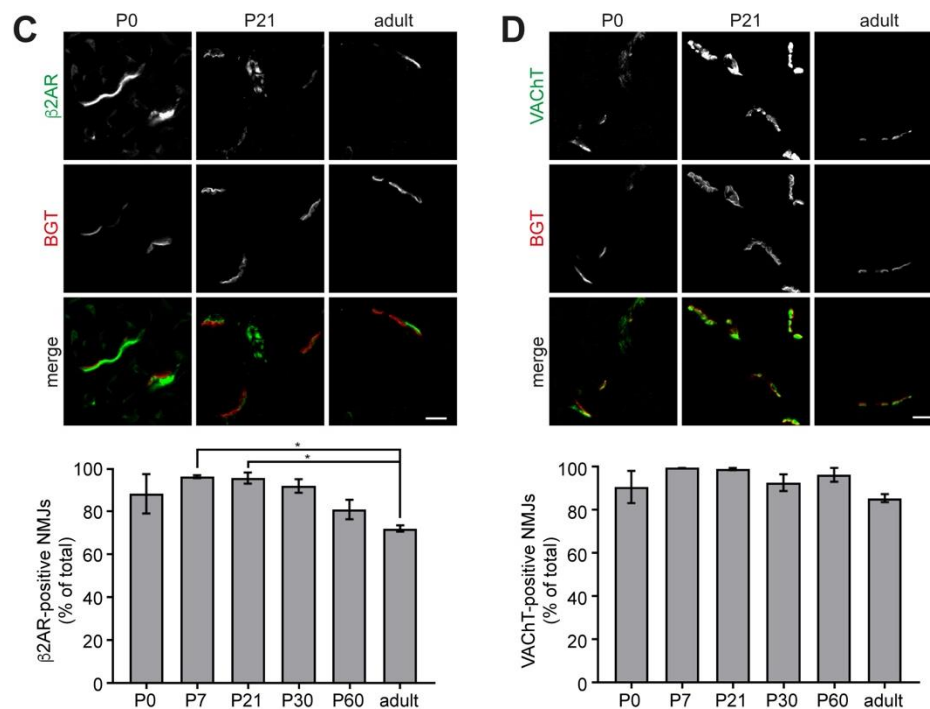 C
P0 P21 adult
β2AR
BGT
merge
* 
*
β2AR-positive NMJs
(% of total)
100
80
60
40
20
0
P0 P7 P21 P30 P60 adult
D
P0 P21 adult
VAChT
BGT
merge
VAChT-positive NMJs
(% of total)
100
80
60
40
20
0
P0 P7 P21 P30 P60 adult